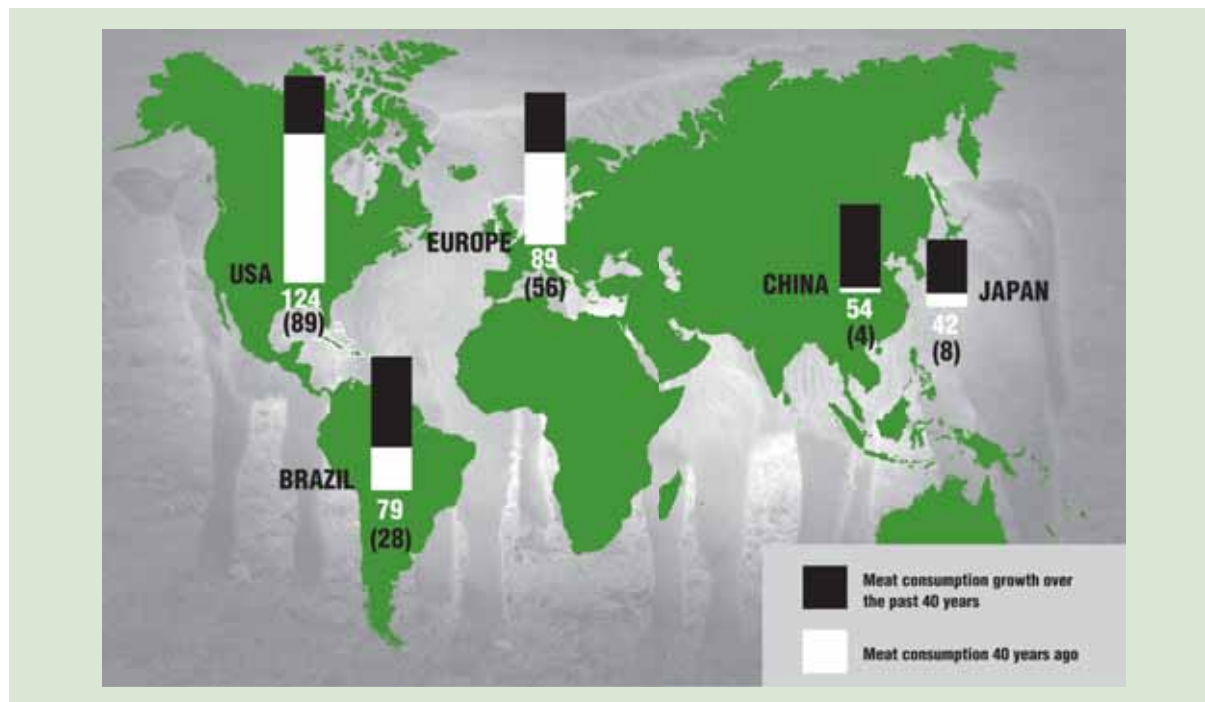 USA
124
(89)
EUROPE
89
(56)
CHINA
54
(4)
JAPAN
42
(8)
BRAZIL
79
(28)
Meat consumption growth over
the past 40 years
Meat consumption 40 years ago